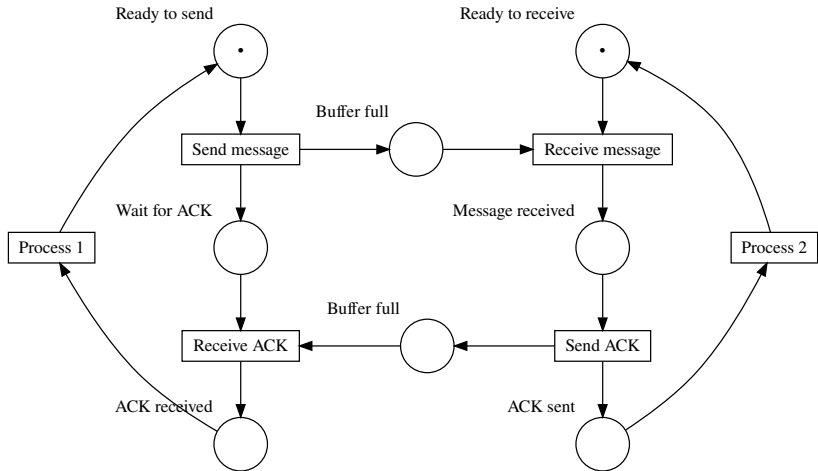 Ready to send
Ready to receive
Buffer full
Send message
Receive message
Wait for ACK
Message received
Process 1
Process 2
Buffer full
Receive ACK
Send ACK
ACK received
ACK sent